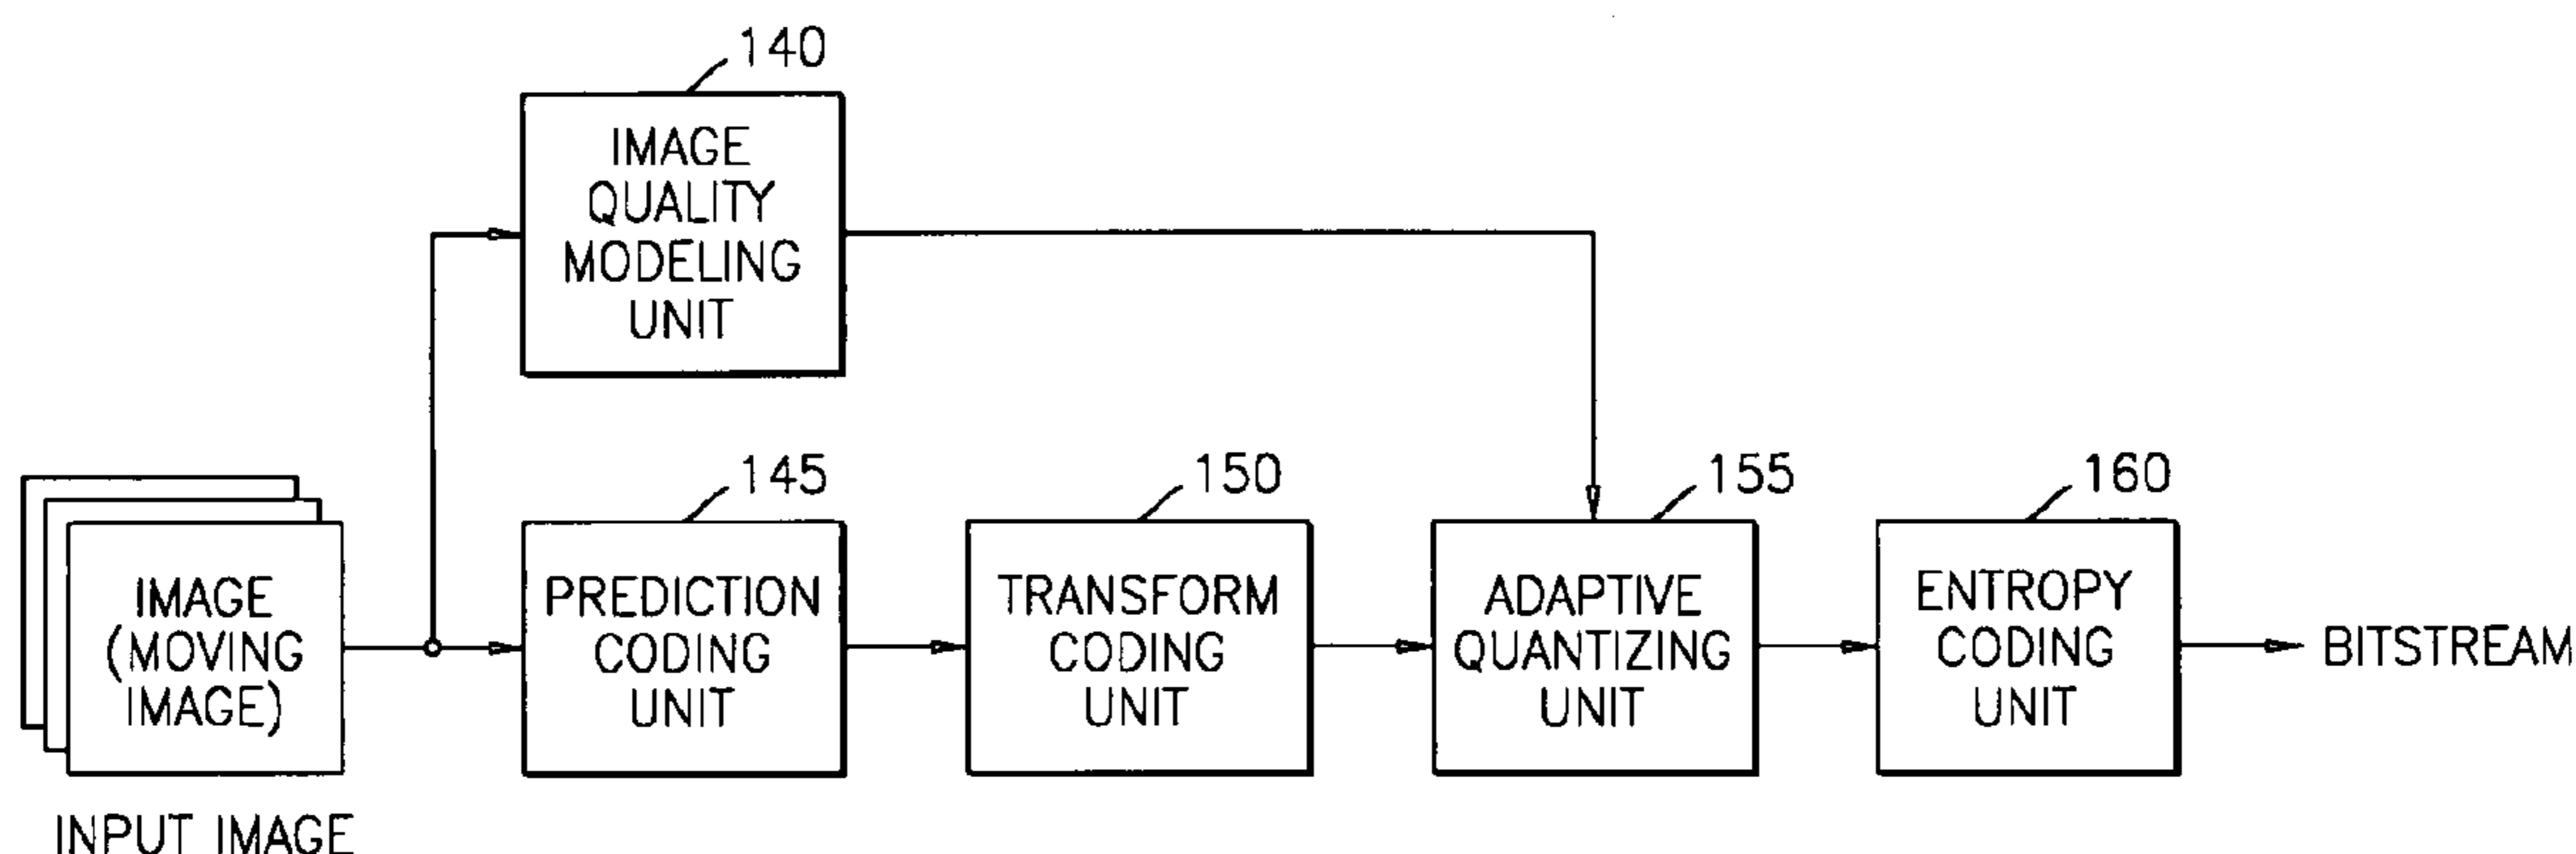 140
IMAGE
QUALITY
MODELING
UNIT
145
150
155
160
IMAGE
(MOVING
IMAGE)
PREDICTION
CODING
UNIT
TRANSFORM
CODING
UNIT
ADAPTIVE
QUANTIZING
UNIT
ENTROPY
CODING
UNIT
BITSTREAM
INPUT IMAGE